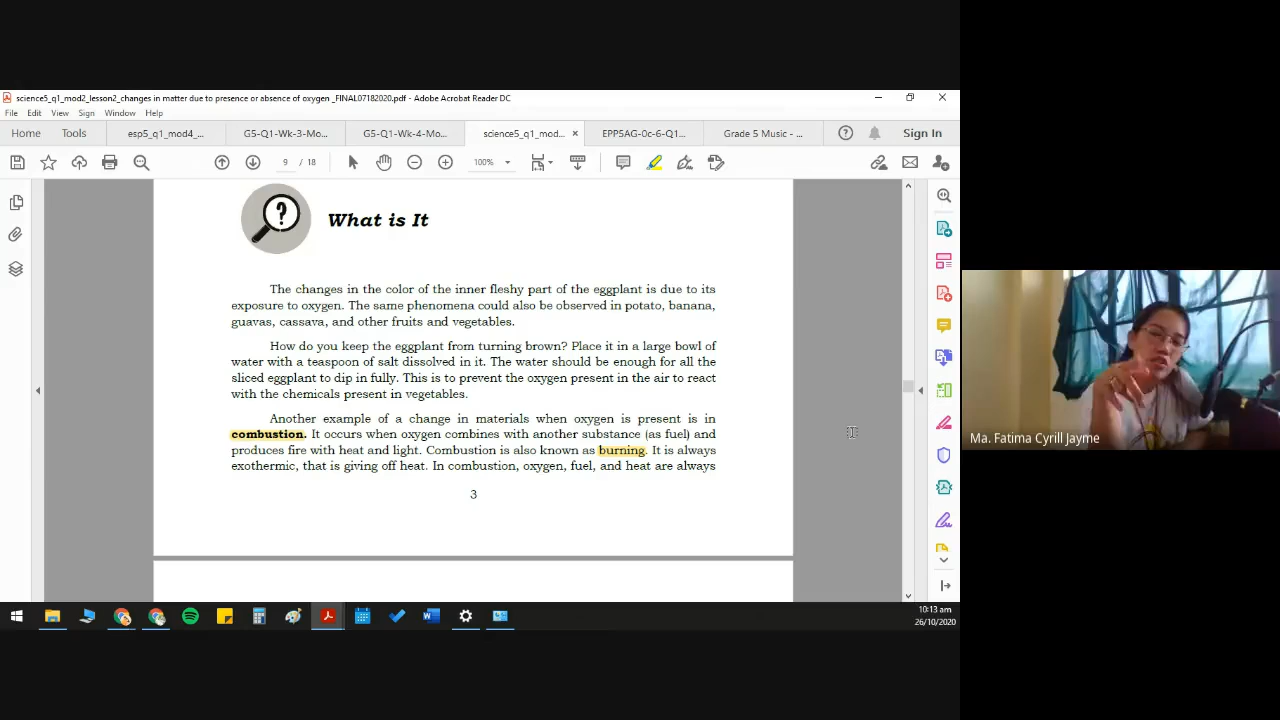 science5_q1_mod2_lesson2_changes in matter due to presence or absence of oxygen _FINAL07182020.pdf - Adobe Acrobat Reader DC
File Edit View Sign Window Help
Home Tools esp5_q1_mod4_... G5-Q1-Wk-3-Mo... G5-Q1-Wk-4-Mo... science5_q1_mod... × EPP5AG-0c-6-Q1... Grade 5 Music - ... Sign In
9 / 18 100%
What is It
The changes in the color of the inner fleshy part of the eggplant is due to its
exposure to oxygen. The same phenomena could also be observed in potato, banana,
guavas, cassava, and other fruits and vegetables.
How do you keep the eggplant from turning brown? Place it in a large bowl of
water with a teaspoon of salt dissolved in it. The water should be enough for all the
sliced eggplant to dip in fully. This is to prevent the oxygen present in the air to react
with the chemicals present in vegetables.
Another example of a change in materials when oxygen is present is in
combustion. It occurs when oxygen combines with another substance (as fuel) and
produces fire with heat and light. Combustion is also known as burning. It is always
exothermic, that is giving off heat. In combustion, oxygen, fuel, and heat are always
3
Ma. Fatima Cyrill Jayme
10:13 am
26/10/2020